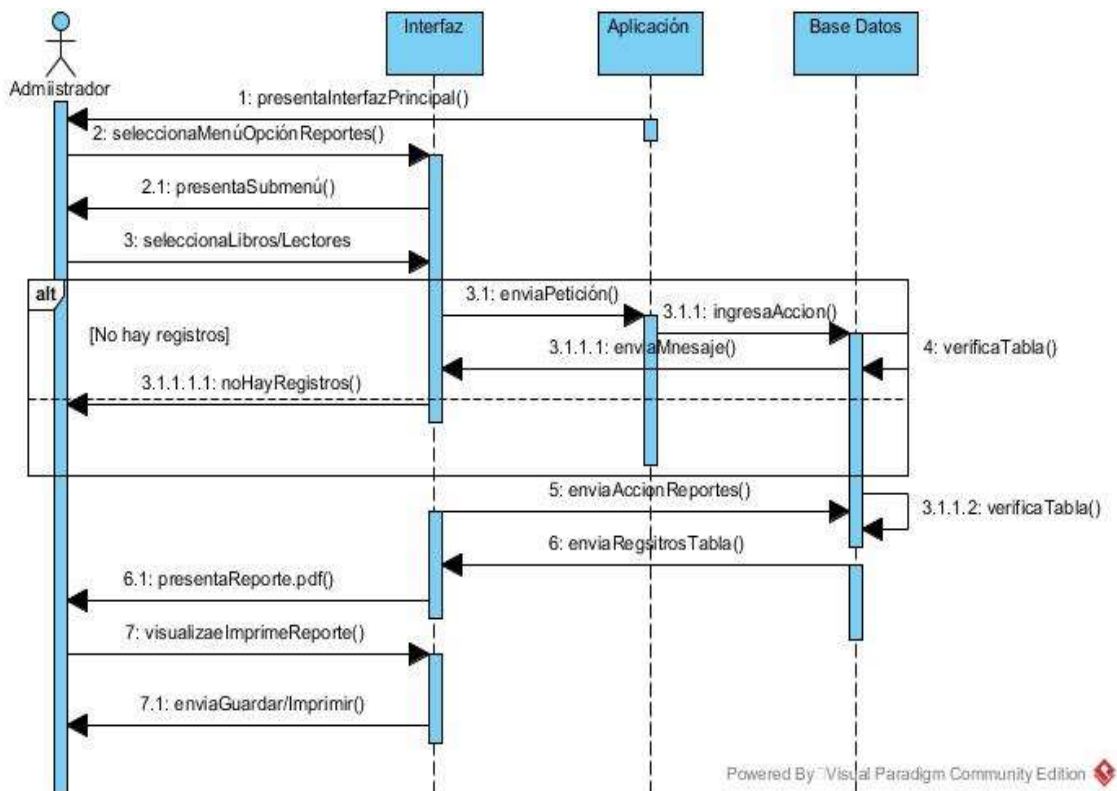 Interfaz
Aplicación
Base Datos
Admiistrador
1: presentaInterfazPrincipal()
2: seleccionaMenúOpciónReportes()
2.1: presentaSubmenú()
3: seleccionaLibros/Lectores
alt
3.1: enviaPetición()
3.1.1: ingresaAccion()
[No hay registros]
3.1.1.1: enviaMnesaje()
4: verificaTabla()
3.1.1.1.1: noHayRegistros()
5: enviaAccionReportes()
3.1.1.2: verificaTabla()
6: enviaRegsitrosTabla()
6.1: presentaReporte.pdf()
7: visualizaeImprimeReporte()
7.1: enviaGuardar/Imprimir()
Powered By Visual Paradigm Community Edition